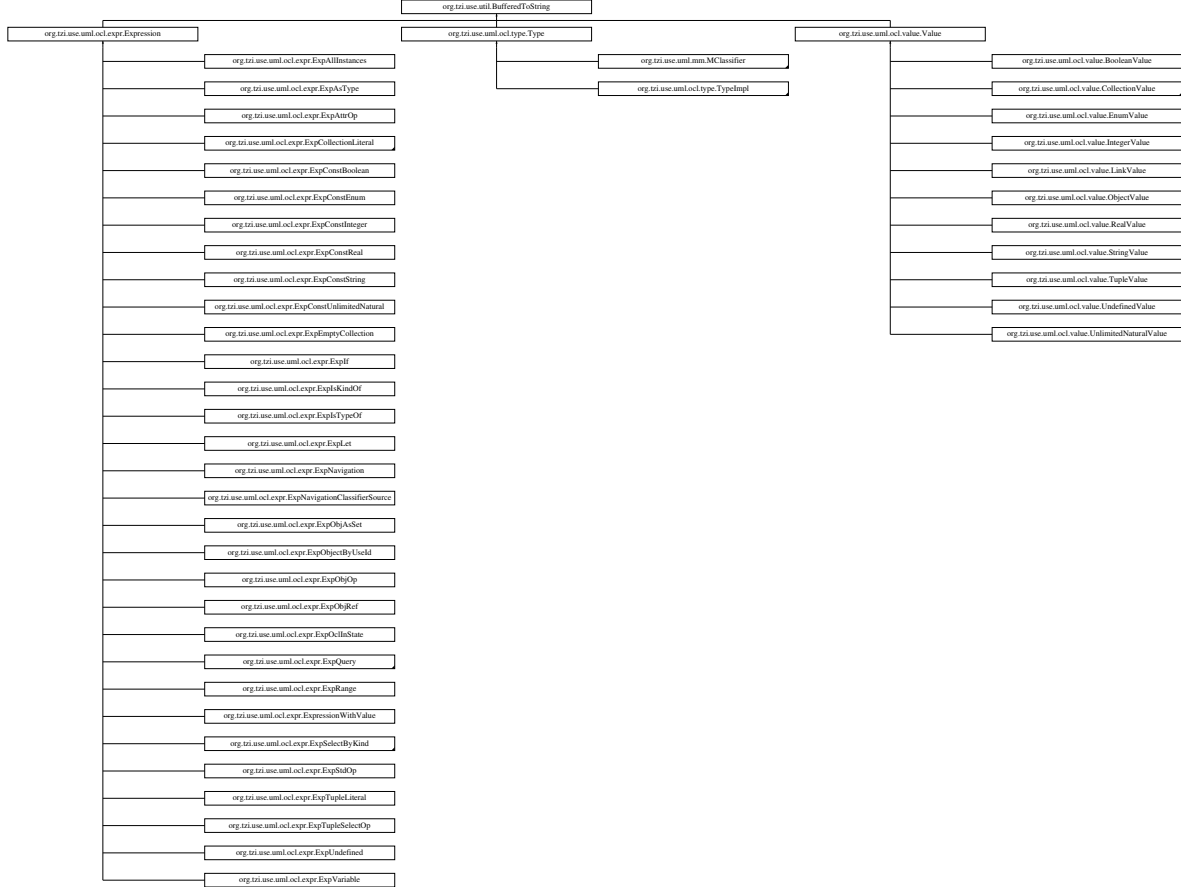 org.tzi.use.util.BufferedToString
org.tzi.use.uml.ocl.expr.Expression
org.tzi.use.uml.ocl.type.Type
org.tzi.use.uml.ocl.value.Value
org.tzi.use.uml.ocl.expr.ExpAllInstances
org.tzi.use.uml.ocl.expr.ExpAsType
org.tzi.use.uml.ocl.expr.ExpAttrOp
org.tzi.use.uml.ocl.expr.ExpCollectionLiteral
org.tzi.use.uml.ocl.expr.ExpConstBoolean
org.tzi.use.uml.ocl.expr.ExpConstEnum
org.tzi.use.uml.ocl.expr.ExpConstInteger
org.tzi.use.uml.ocl.expr.ExpConstReal
org.tzi.use.uml.ocl.expr.ExpConstString
org.tzi.use.uml.ocl.expr.ExpConstUnlimitedNatural
org.tzi.use.uml.ocl.expr.ExpEmptyCollection
org.tzi.use.uml.ocl.expr.ExpIf
org.tzi.use.uml.ocl.expr.ExpIsKindOf
org.tzi.use.uml.ocl.expr.ExpIsTypeOf
org.tzi.use.uml.ocl.expr.ExpLet
org.tzi.use.uml.ocl.expr.ExpNavigation
org.tzi.use.uml.ocl.expr.ExpNavigationClassifierSource
org.tzi.use.uml.ocl.expr.ExpObjAsSet
org.tzi.use.uml.ocl.expr.ExpObjectByUseId
org.tzi.use.uml.ocl.expr.ExpObjOp
org.tzi.use.uml.ocl.expr.ExpObjRef
org.tzi.use.uml.ocl.expr.ExpOclInState
org.tzi.use.uml.ocl.expr.ExpQuery
org.tzi.use.uml.ocl.expr.ExpRange
org.tzi.use.uml.ocl.expr.ExpressionWithValue
org.tzi.use.uml.ocl.expr.ExpSelectByKind
org.tzi.use.uml.ocl.expr.ExpStdOp
org.tzi.use.uml.ocl.expr.ExpTupleLiteral
org.tzi.use.uml.ocl.expr.ExpTupleSelectOp
org.tzi.use.uml.ocl.expr.ExpUndefined
org.tzi.use.uml.ocl.expr.ExpVariable
org.tzi.use.uml.mm.MClassifier
org.tzi.use.uml.ocl.type.TypeImpl
org.tzi.use.uml.ocl.value.BooleanValue
org.tzi.use.uml.ocl.value.CollectionValue
org.tzi.use.uml.ocl.value.EnumValue
org.tzi.use.uml.ocl.value.IntegerValue
org.tzi.use.uml.ocl.value.LinkValue
org.tzi.use.uml.ocl.value.ObjectValue
org.tzi.use.uml.ocl.value.RealValue
org.tzi.use.uml.ocl.value.StringValue
org.tzi.use.uml.ocl.value.TupleValue
org.tzi.use.uml.ocl.value.UndefinedValue
org.tzi.use.uml.ocl.value.UnlimitedNaturalValue